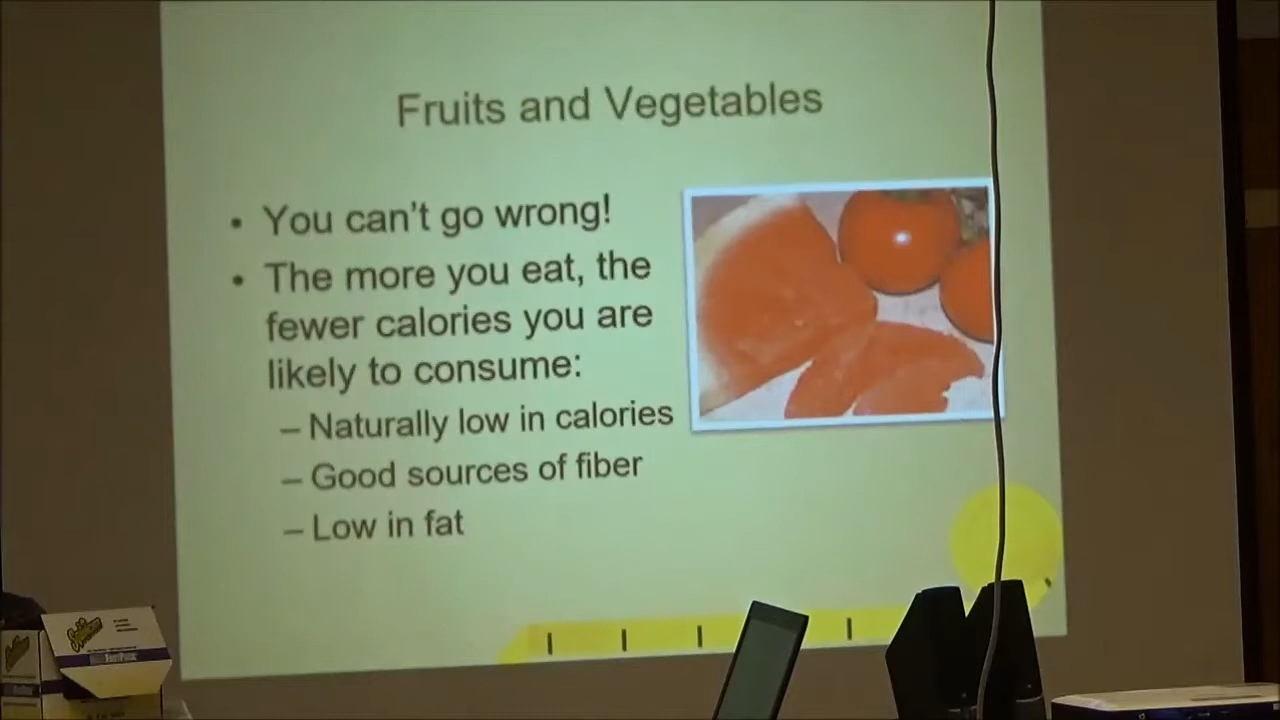 Fruits and Vegetables
• You can't go wrong!
• The more you eat, the
fewer calories you are
likely to consume:
– Naturally low in calories
– Good sources of fiber
– Low in fat
Sqwincher